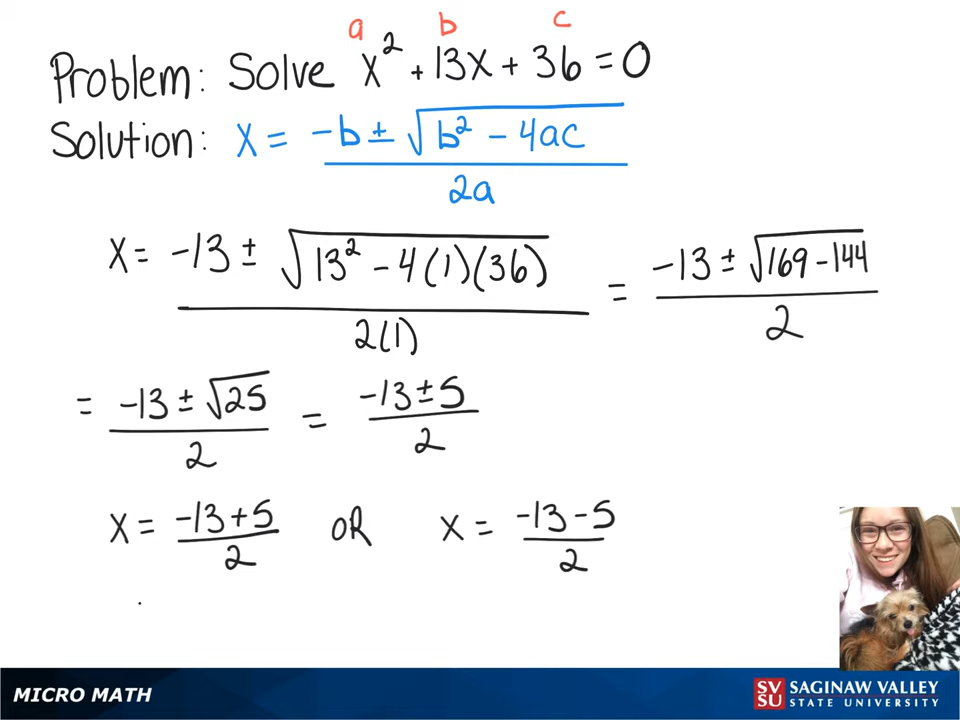 a b c
Problem: Solve x² + 13x + 36 = 0
Solution: x = (-b ± √(b² - 4ac)) / 2a
x = (-13 ± √(13² - 4(1)(36))) / 2(1) = (-13 ± √(169 - 144)) / 2
= (-13 ± √25) / 2 = (-13 ± 5) / 2
x = (-13 + 5) / 2 OR x = (-13 - 5) / 2
MICRO MATH
SVSU SAGINAW VALLEY
STATE UNIVERSITY